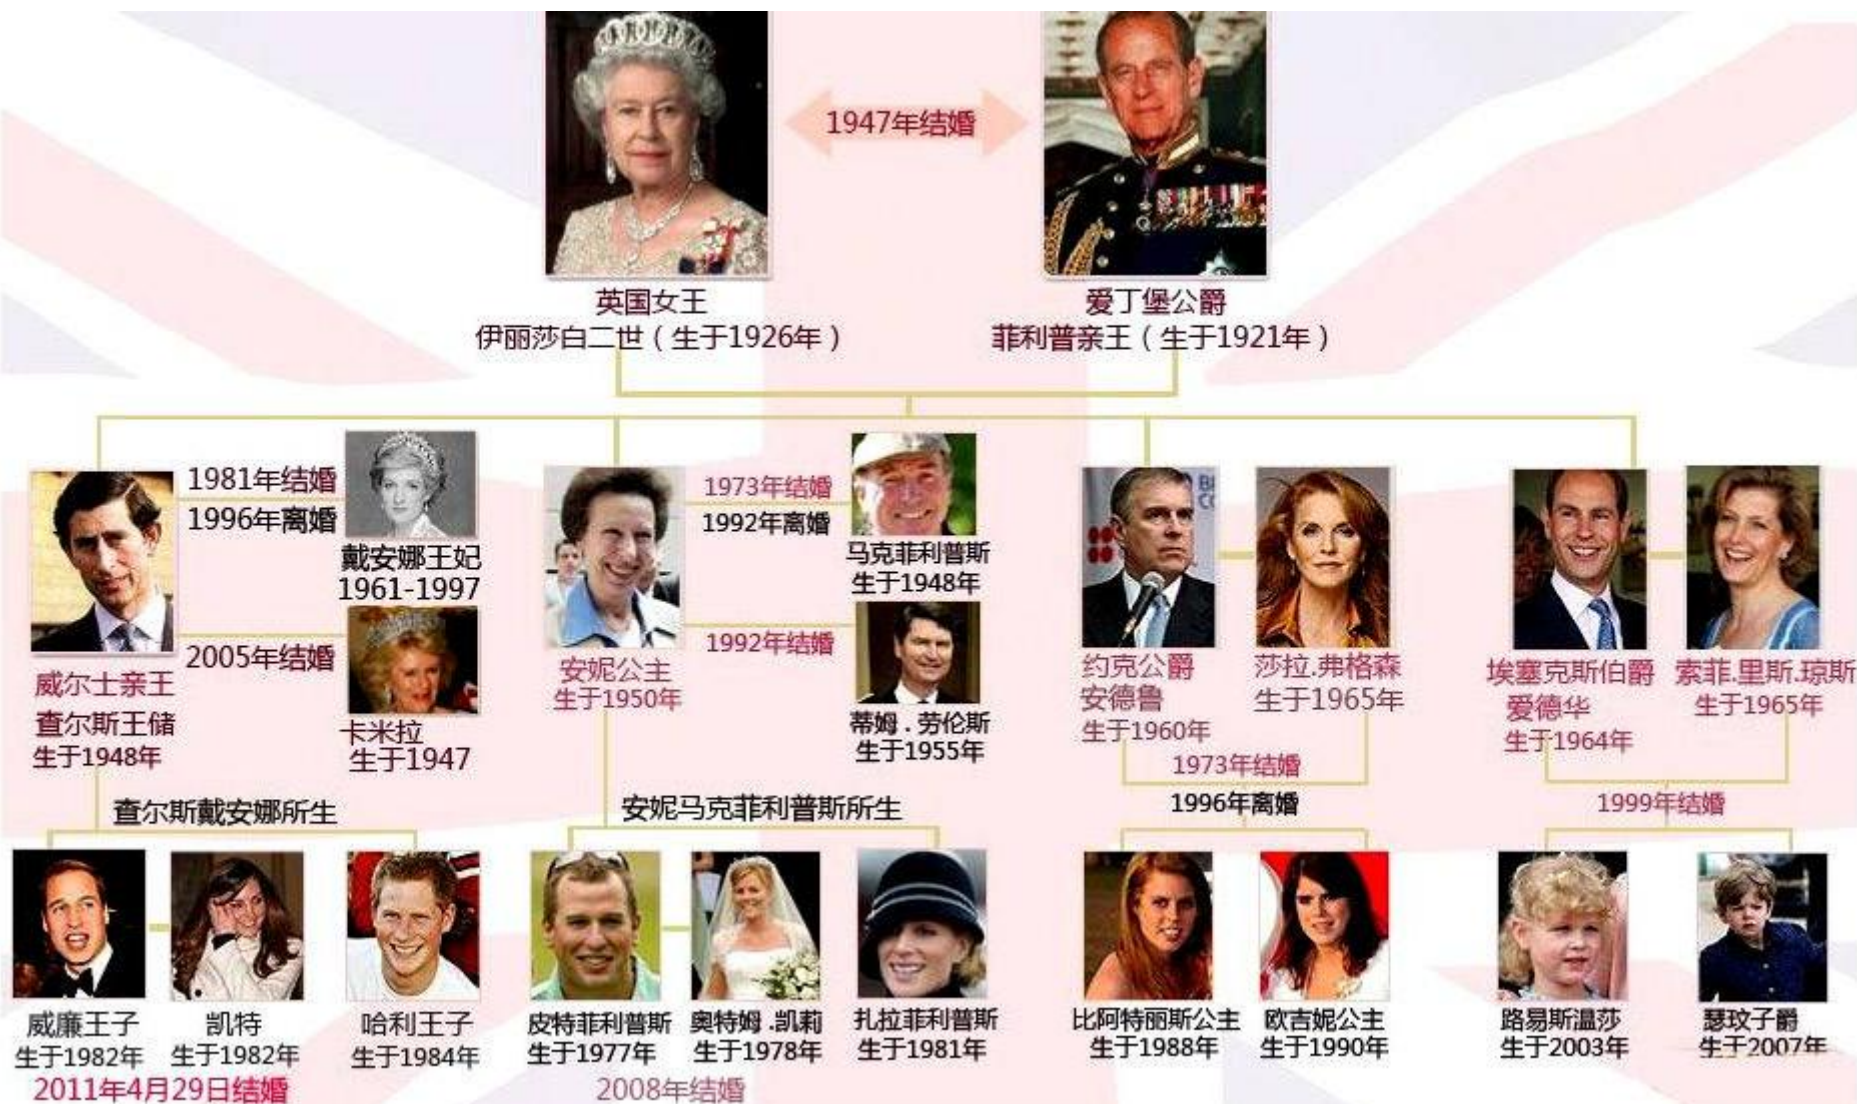 1947年结婚
英国女王
伊丽莎白二世（生于1926年）
爱丁堡公爵
菲利普亲王（生于1921年）
1981年结婚
1996年离婚
戴安娜王妃
1961-1997
2005年结婚
卡米拉
生于1947
威尔士亲王
查尔斯王储
生于1948年
1973年结婚
1992年离婚
马克菲利普斯
生于1948年
1992年结婚
蒂姆.劳伦斯
生于1955年
安妮公主
生于1950年
约克公爵
安德鲁
生于1960年
莎拉.弗格森
生于1965年
1973年结婚
1996年离婚
埃塞克斯伯爵
爱德华
生于1964年
索菲.里斯.琼斯
生于1965年
1999年结婚
查尔斯戴安娜所生
安妮马克菲利普斯所生
威廉王子
生于1982年
凯特
生于1982年
2011年4月29日结婚
哈利王子
生于1984年
皮特菲利普斯
生于1977年
奥特姆.凯莉
生于1978年
2008年结婚
扎拉菲利普斯
生于1981年
比阿特丽斯公主
生于1988年
欧吉妮公主
生于1990年
路易斯温莎
生于2003年
瑟玟子爵
生于2007年